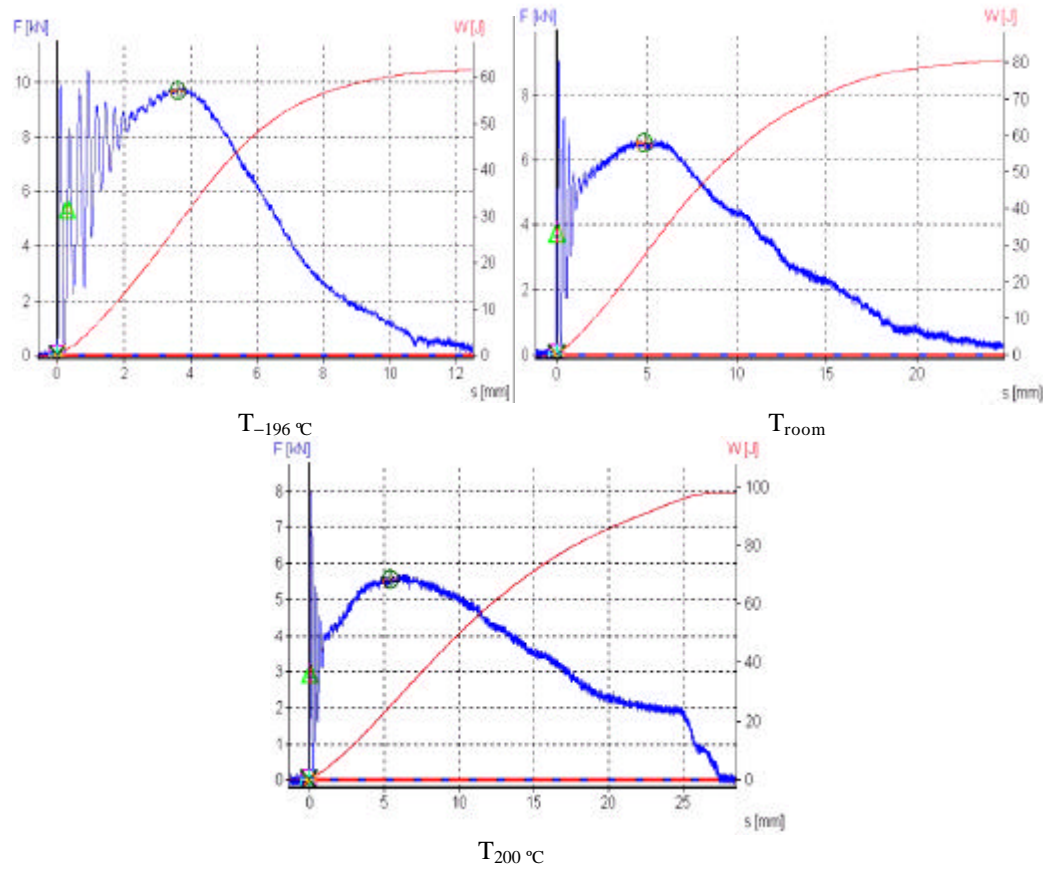 F [kN] W [J] F [kN] W [J]
10 60 8 80
8 50 70
6 40 6 60
4 30 4 50
2 20 2 40
0 10 0 30
0 20
10
0
0 2 4 6 8 10 12 0 5 10 15 20
s [mm] s [mm]
T–196 ℃ Troom
F [kN] W [J]
8 100
7
6 80
5
4 60
3 40
2
1 20
0 0
0 5 10 15 20 25
s [mm]
T200 ℃